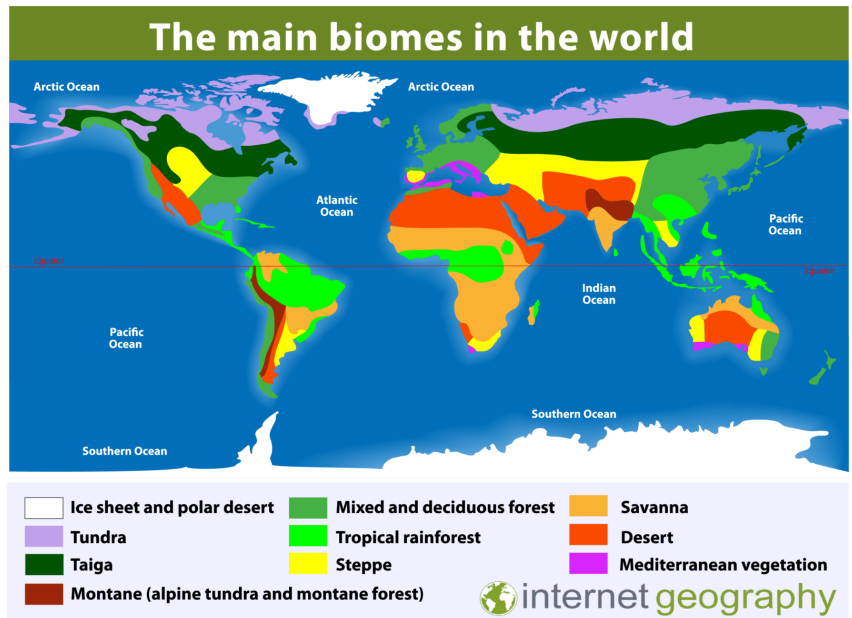 The main biomes in the world
Arctic Ocean
Arctic Ocean
Atlantic
Ocean
Pacific
Ocean
Equator
Equator
Indian
Ocean
Pacific
Ocean
Southern Ocean
Southern Ocean
Ice sheet and polar desert
Mixed and deciduous forest
Savanna
Tundra
Tropical rainforest
Desert
Taiga
Steppe
Mediterranean vegetation
Montane (alpine tundra and montane forest)
internet geography